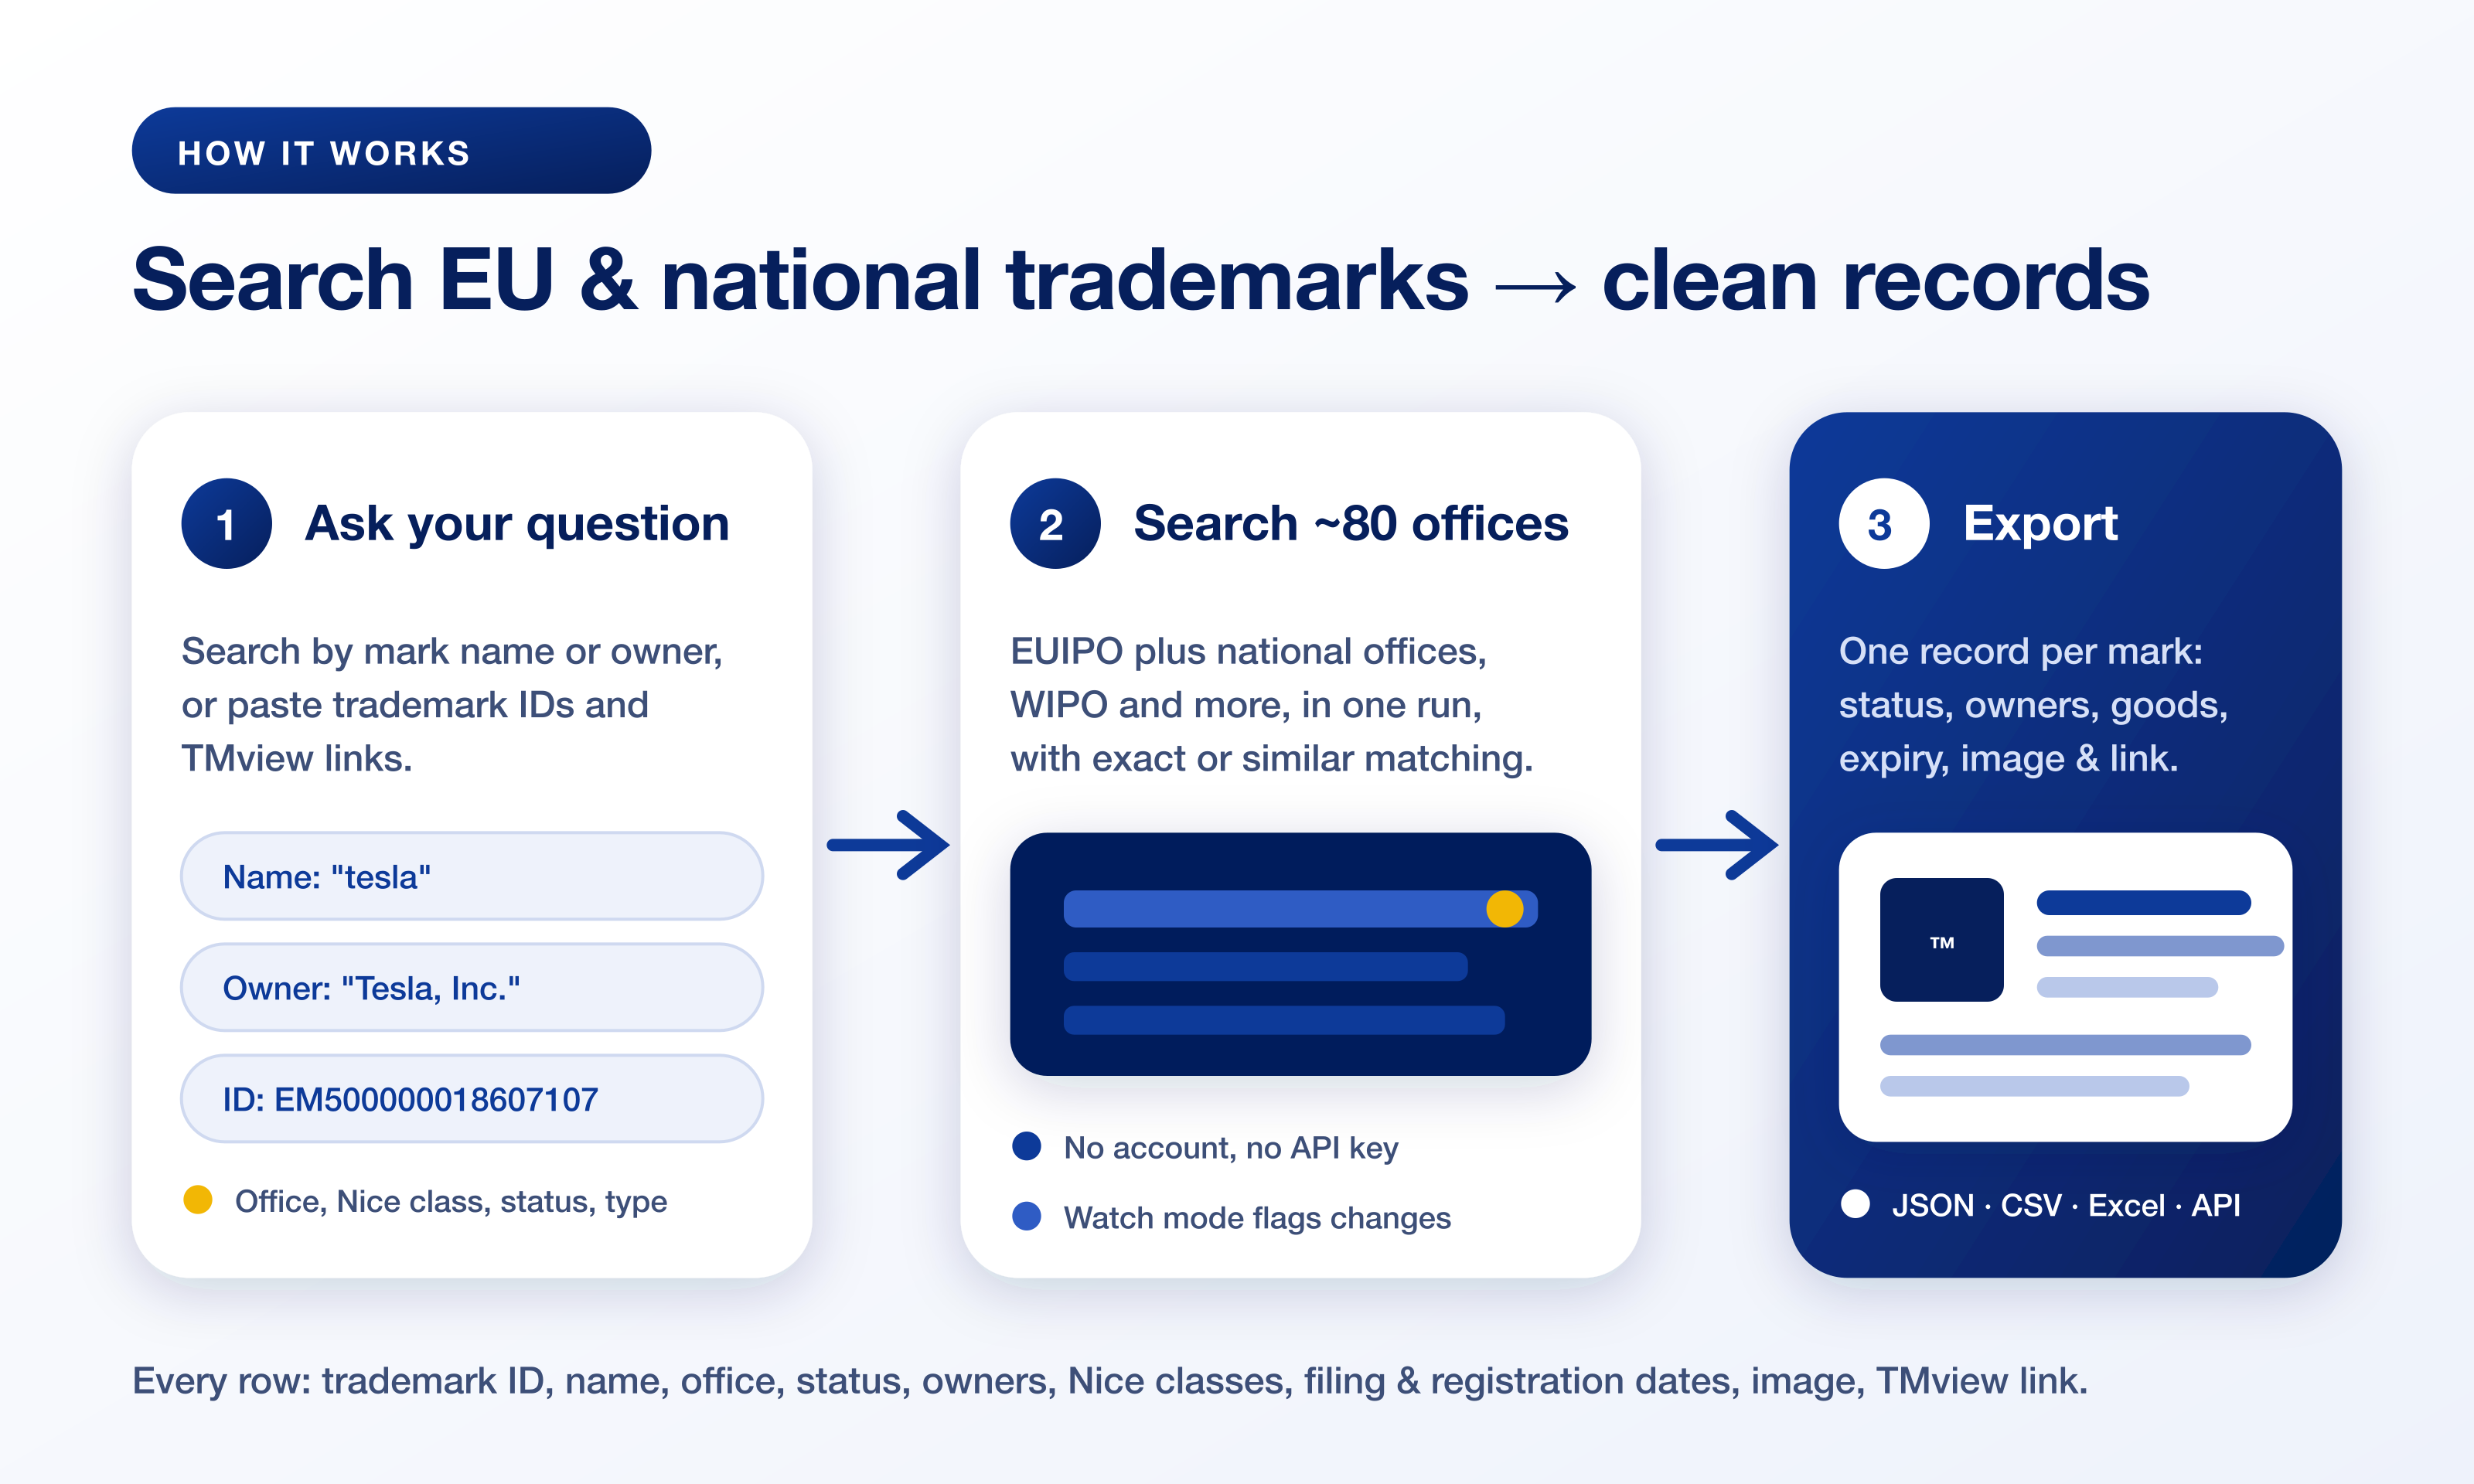 HOW IT WORKS
Search EU & national trademarks → clean records
1 Ask your question
Search by mark name or owner,
or paste trademark IDs and
TMview links.
Name: "tesla"
Owner: "Tesla, Inc."
ID: EM500000018607107
Office, Nice class, status, type
2 Search ~80 offices
EUIPO plus national offices,
WIPO and more, in one run,
with exact or similar matching.
No account, no API key
Watch mode flags changes
3 Export
One record per mark:
status, owners, goods,
expiry, image & link.
TM
JSON · CSV · Excel · API
Every row: trademark ID, name, office, status, owners, Nice classes, filing & registration dates, image, TMview link.